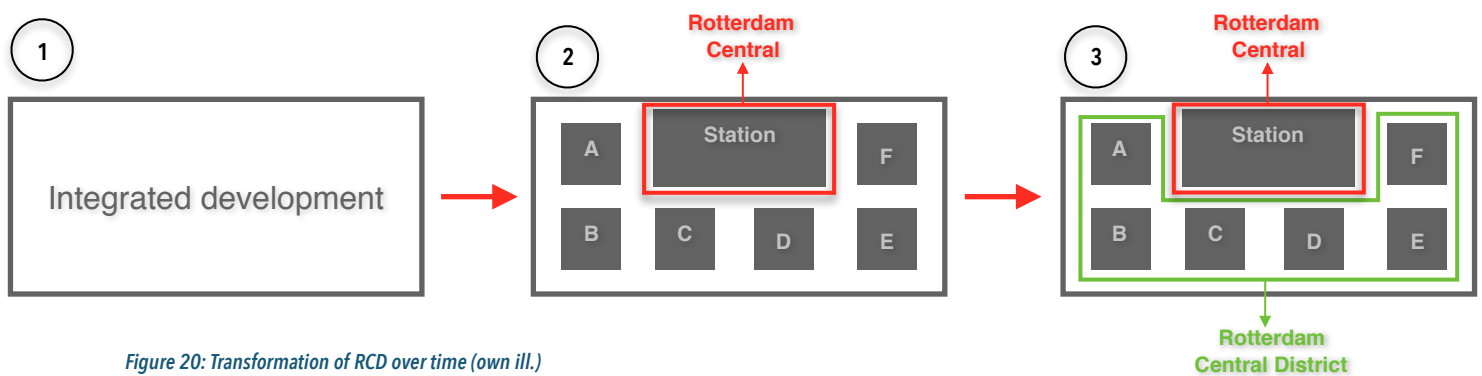 1
Integrated development
2
Rotterdam
Central
Station
A
F
B
C
D
E
3
Rotterdam
Central
Station
A
F
B
C
D
E
Rotterdam
Central District
Figure 20: Transformation of RCD over time (own ill.)